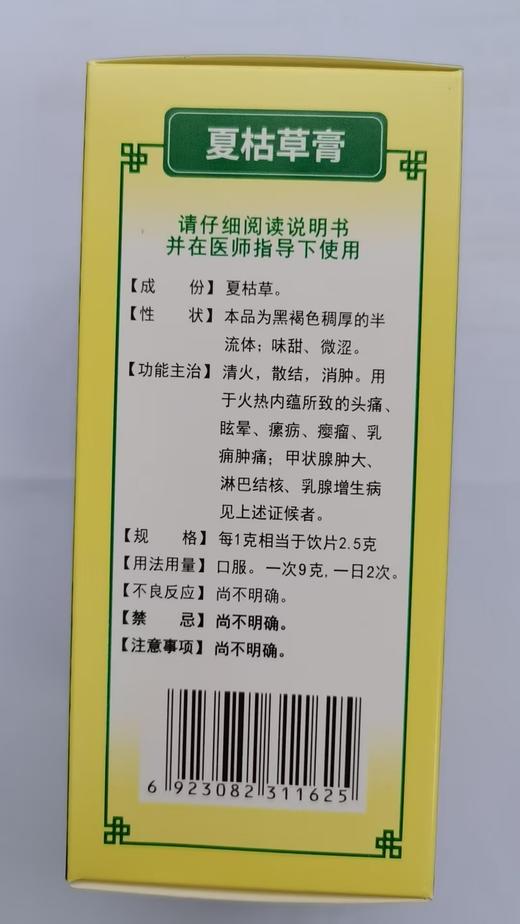 夏枯草膏
请仔细阅读说明书
并在医师指导下使用
【成　份】夏枯草。
【性　状】本品为黑褐色稠厚的半
流体；味甜、微涩。
【功能主治】清火，散结，消肿。用
于火热内蕴所致的头痛、
眩晕、瘰疬、瘿瘤、乳
痈肿痛；甲状腺肿大、
淋巴结核、乳腺增生病
见上述证候者。
【规　格】每1克相当于饮片2.5克
【用法用量】口服。一次9克,一日2次。
【不良反应】尚不明确。
【禁　忌】尚不明确。
【注意事项】尚不明确。
6 923082 311625